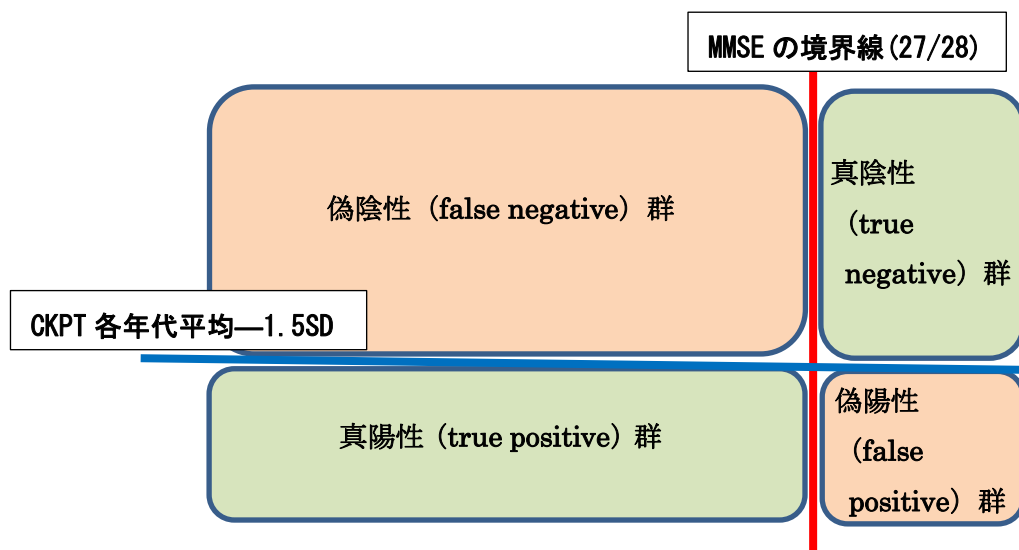 MMSE の境界線(27/28)
偽陰性（false negative）群
真陰性
（true
negative）群
CKPT 各年代平均―1.5SD
真陽性（true positive）群
偽陽性
（false
positive）群